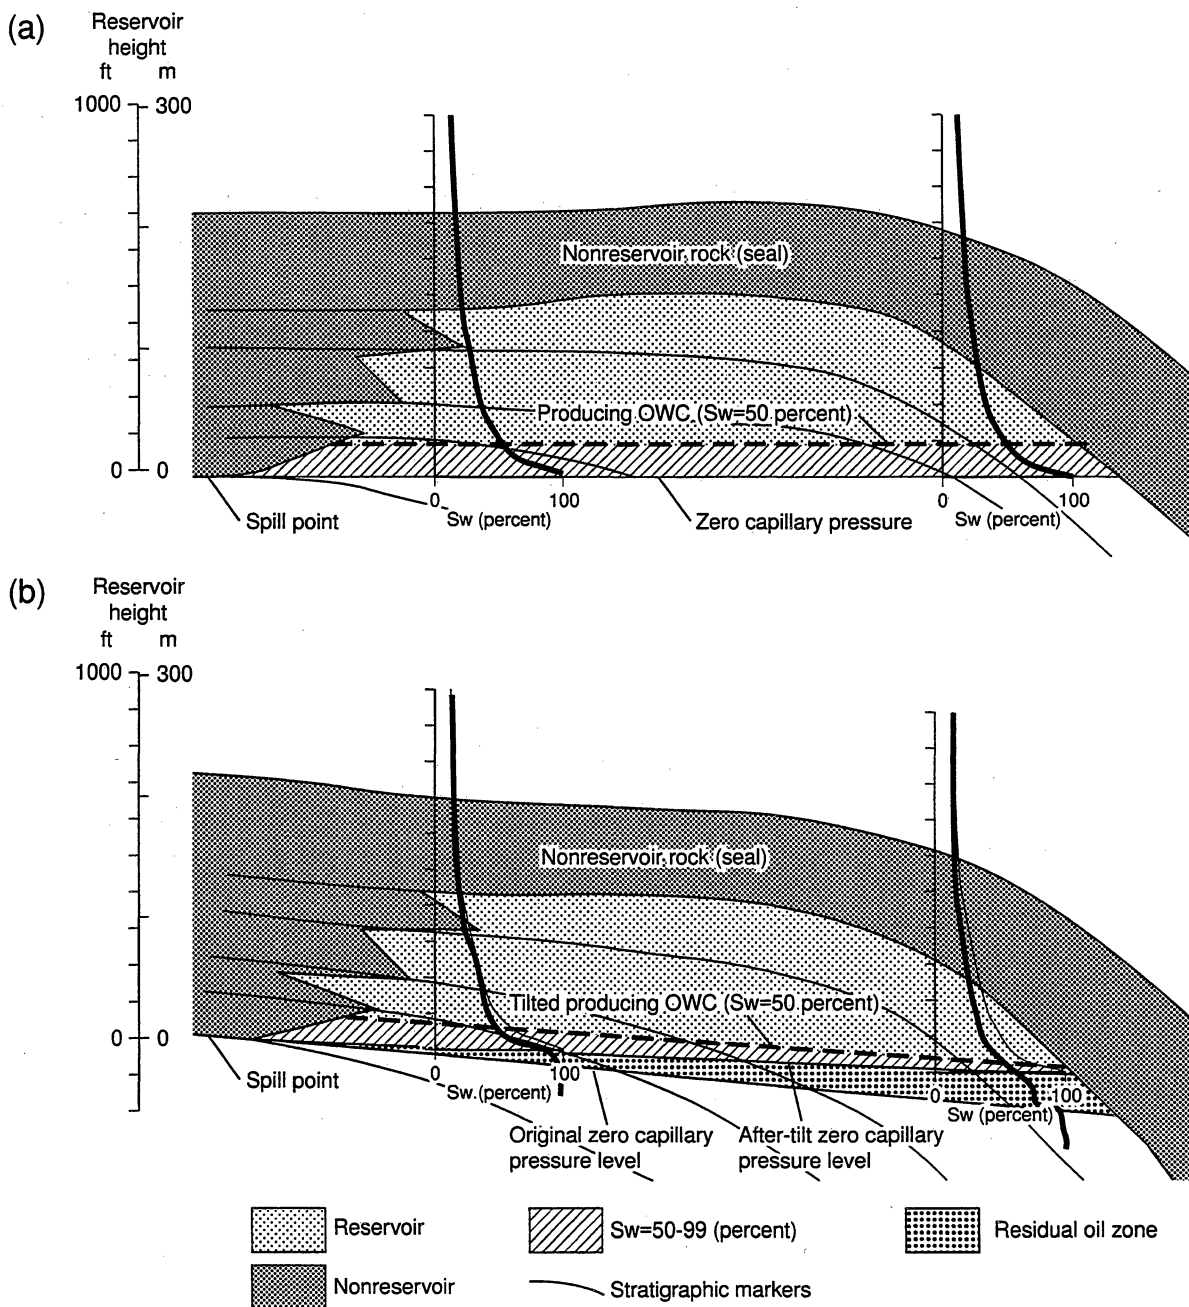 (a)
Reservoir
height
ft m
1000 300
Nonreservoir rock (seal)
Producing OWC (Sw=50 percent)
0 0
0 100 0 100
Spill point
Sw (percent)
Zero capillary pressure
Sw (percent)
(b)
Reservoir
height
ft m
1000 300
Nonreservoir rock (seal)
Tilted producing OWC (Sw=50 percent)
0 0
Spill point
0 100
Sw. (percent)
0 100
Sw (percent)
Original zero capillary
pressure level
After-tilt zero capillary
pressure level
Reservoir
Sw=50-99 (percent)
Residual oil zone
Nonreservoir
Stratigraphic markers